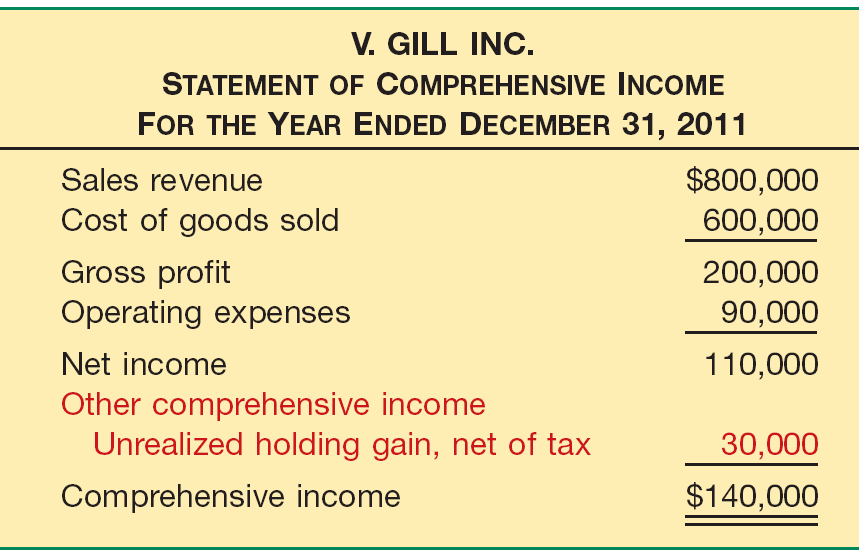 V. GILL INC.
STATEMENT OF COMPREHENSIVE INCOME
FOR THE YEAR ENDED DECEMBER 31, 2011
Sales revenue $800,000
Cost of goods sold 600,000
Gross profit 200,000
Operating expenses 90,000
Net income 110,000
Other comprehensive income
Unrealized holding gain, net of tax 30,000
Comprehensive income $140,000